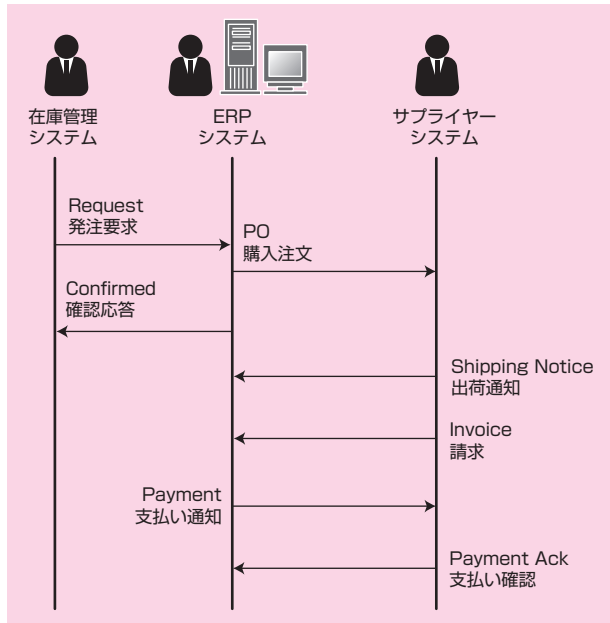 在庫管理
システム
ERP
システム
サプライヤー
システム
Request
発注要求
PO
購入注文
Confirmed
確認応答
Shipping Notice
出荷通知
Invoice
請求
Payment
支払い通知
Payment Ack
支払い確認